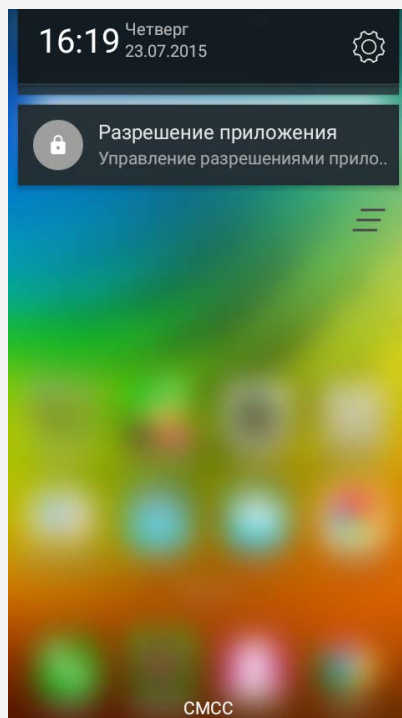 16:19 Четверг
23.07.2015
Разрешение приложения
Управление разрешениями прило..
CMCC